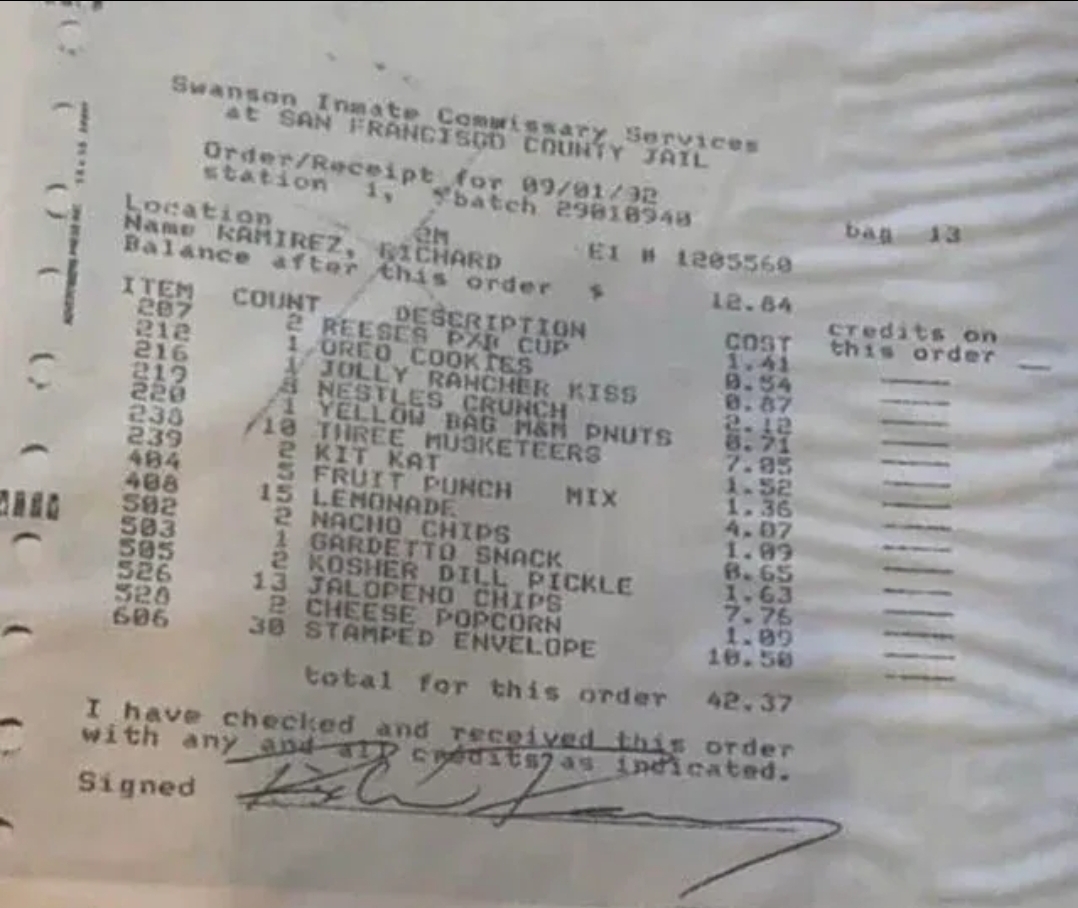 Swanson Inmate Commissary Services
at SAN FRANCISCO COUNTY JAIL
Order/Receipt for 09/01/92
station 1, batch 29010940
bag 13
Location 2M
Name RAMIREZ, RICHARD EI # 1205560
Balance after this order $ 12.84
ITEM COUNT DESCRIPTION COST credits on
this order
207 2 REESES P/B CUP 1.41
212 1 OREO COOKIES 0.54
216 1 JOLLY RANCHER KISS 0.87
219 8 NESTLES CRUNCH 2.12
220 1 YELLOW BAG M&M PNUTS 0.71
238 10 THREE MUSKETEERS 7.05
239 2 KIT KAT 1.52
404 5 FRUIT PUNCH MIX 1.36
408 15 LEMONADE 4.07
502 2 NACHO CHIPS 1.09
503 1 GARDETTO SNACK 0.65
505 2 KOSHER DILL PICKLE 1.63
526 13 JALOPENO CHIPS 7.76
528 2 CHEESE POPCORN 1.09
606 30 STAMPED ENVELOPE 10.50
total for this order 42.37
I have checked and received this order
with any and all credits as indicated.
Signed